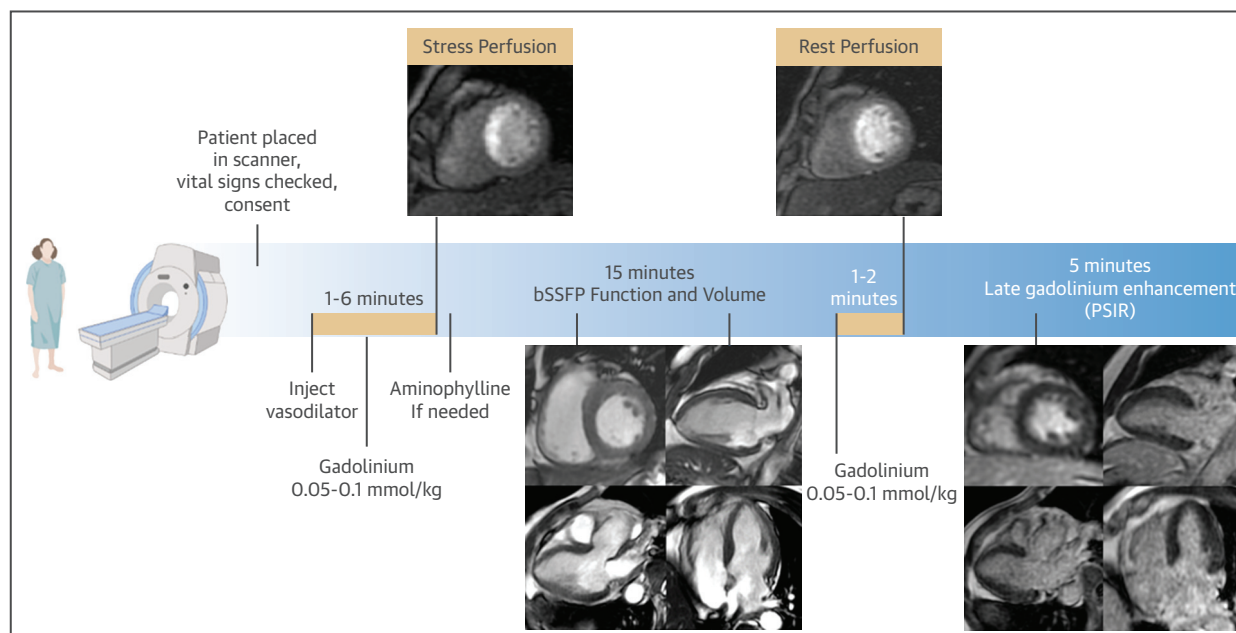 Stress Perfusion
Rest Perfusion
Patient placed
in scanner,
vital signs checked,
consent
1-6 minutes
15 minutes
bSSFP Function and Volume
1-2
minutes
5 minutes
Late gadolinium enhancement
(PSIR)
Inject
vasodilator
Aminophylline
If needed
Gadolinium
0.05-0.1 mmol/kg
Gadolinium
0.05-0.1 mmol/kg